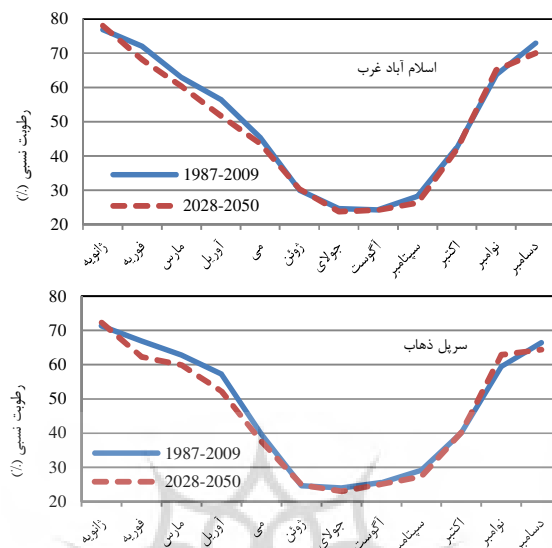 80
70
60
50
40
30
20
رطوبت نسبی (٪)
اسلام آباد غرب
1987-2009
2028-2050
ژانویه
فوریه
مارس
آوریل
می
ژوئن
جولای
آگوست
سپتامبر
اکتبر
نوامبر
دسامبر
80
70
60
50
40
30
20
رطوبت نسبی (٪)
سرپل ذهاب
1987-2009
2028-2050
ژانویه
فوریه
مارس
آوریل
می
ژوئن
جولای
آگوست
سپتامبر
اکتبر
نوامبر
دسامبر